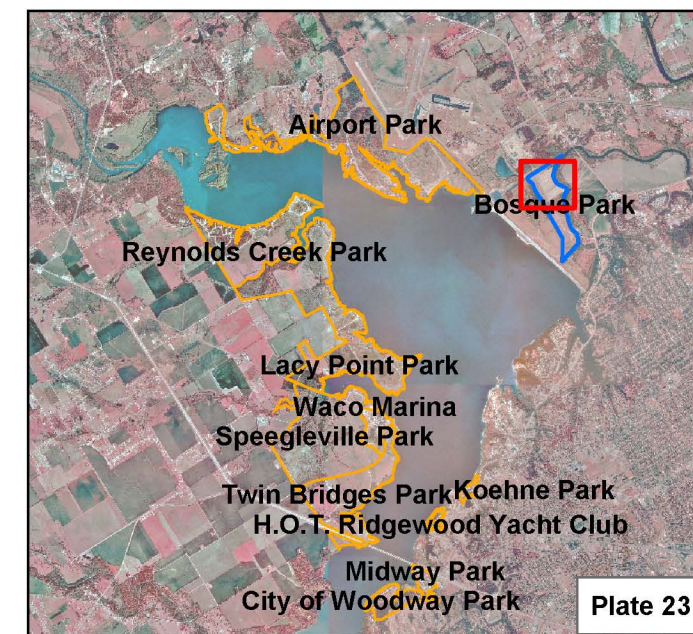 Airport Park
Bosque Park
Reynolds Creek Park
Lacy Point Park
Waco Marina
Speegleville Park
Twin Bridges Park
Koehne Park
H.O.T. Ridgewood Yacht Club
Midway Park
City of Woodway Park
Plate 23